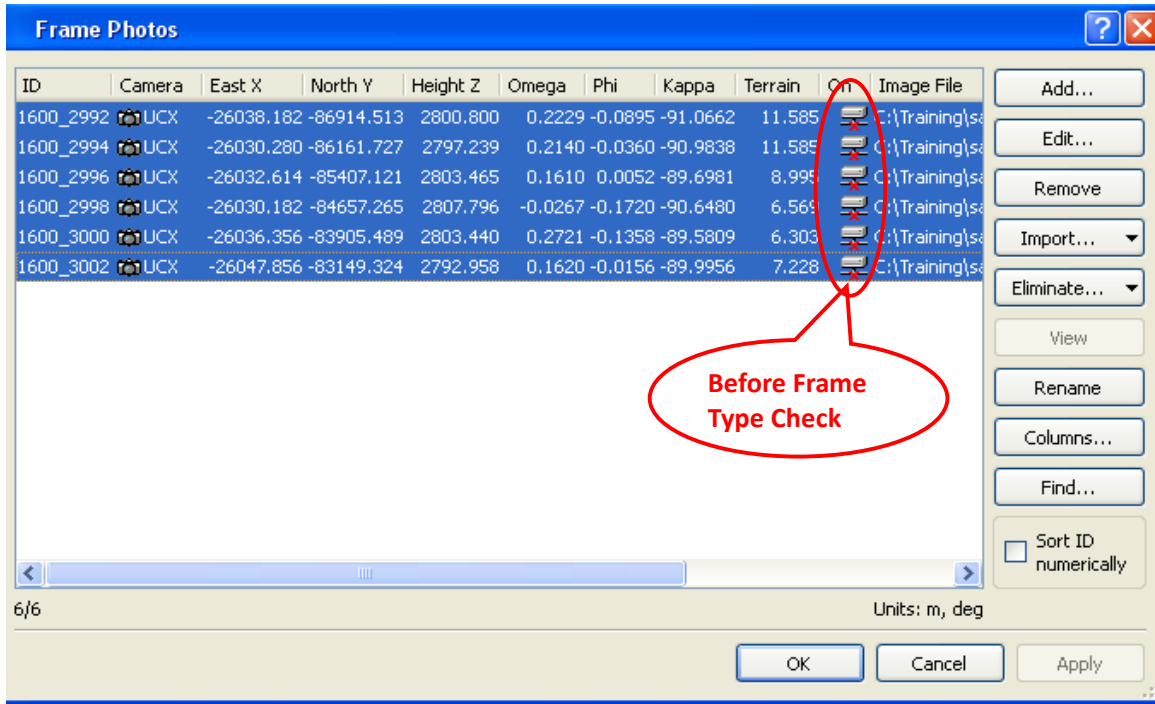 Frame Photos
ID Camera East X North Y Height Z Omega Phi Kappa Terrain On Image File
1600_2992 UCX -26038.182 -86914.513 2800.800 0.2229 -0.0895 -91.0662 11.585 C:\Training\sa
1600_2994 UCX -26030.280 -86161.727 2797.239 0.2140 -0.0360 -90.9838 11.585 C:\Training\sa
1600_2996 UCX -26032.614 -85407.121 2803.465 0.1610 0.0052 -89.6981 8.995 C:\Training\sa
1600_2998 UCX -26030.182 -84657.265 2807.796 -0.0267 -0.1720 -90.6480 6.569 C:\Training\sa
1600_3000 UCX -26036.356 -83905.489 2803.440 0.2721 -0.1358 -89.5809 6.303 C:\Training\sa
1600_3002 UCX -26047.856 -83149.324 2792.958 0.1620 -0.0156 -89.9956 7.228 C:\Training\sa
Before Frame
Type Check
Add...
Edit...
Remove
Import...
Eliminate...
View
Rename
Columns...
Find...
Sort ID
numerically
6/6
Units: m, deg
OK
Cancel
Apply